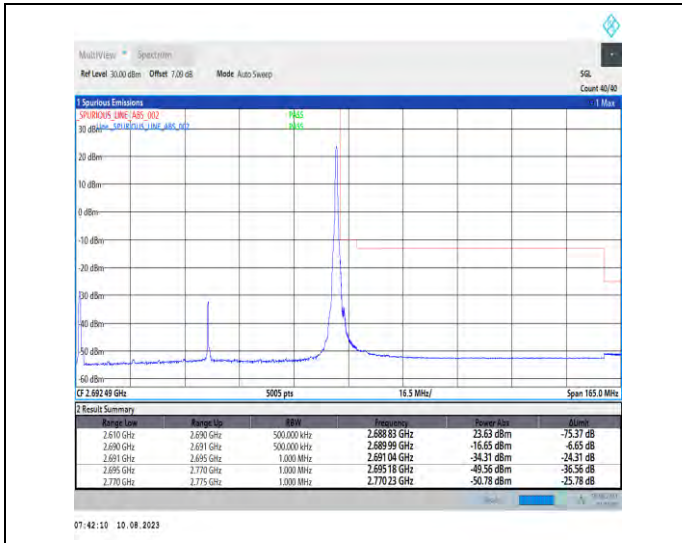 MultiView Spectrum
Ref Level 30.00 dBm Offset 7.09 dB Mode Auto Sweep SGL
Count 40/40
1 Spurious Emissions 1 Max
_SPURIOUS_LINE_ABS_002 PASS
Line _SPURIOUS_LINE_ABS_002 PASS
30 dBm
20 dBm
10 dBm
0 dBm
-10 dBm
-20 dBm
-30 dBm
-40 dBm
-50 dBm
-60 dBm
CF 2.692 49 GHz 5005 pts 16.5 MHz/ Span 165.0 MHz
2 Result Summary
Range Low Range Up RBW Frequency Power Abs ΔLimit
2.610 GHz 2.690 GHz 500.000 kHz 2.688 83 GHz 23.63 dBm -75.37 dB
2.690 GHz 2.691 GHz 500.000 kHz 2.689 99 GHz -16.65 dBm -6.65 dB
2.691 GHz 2.695 GHz 1.000 MHz 2.691 04 GHz -34.31 dBm -24.31 dB
2.695 GHz 2.770 GHz 1.000 MHz 2.695 18 GHz -49.56 dBm -36.56 dB
2.770 GHz 2.775 GHz 1.000 MHz 2.770 23 GHz -50.78 dBm -25.78 dB
07:42:10 10.08.2023